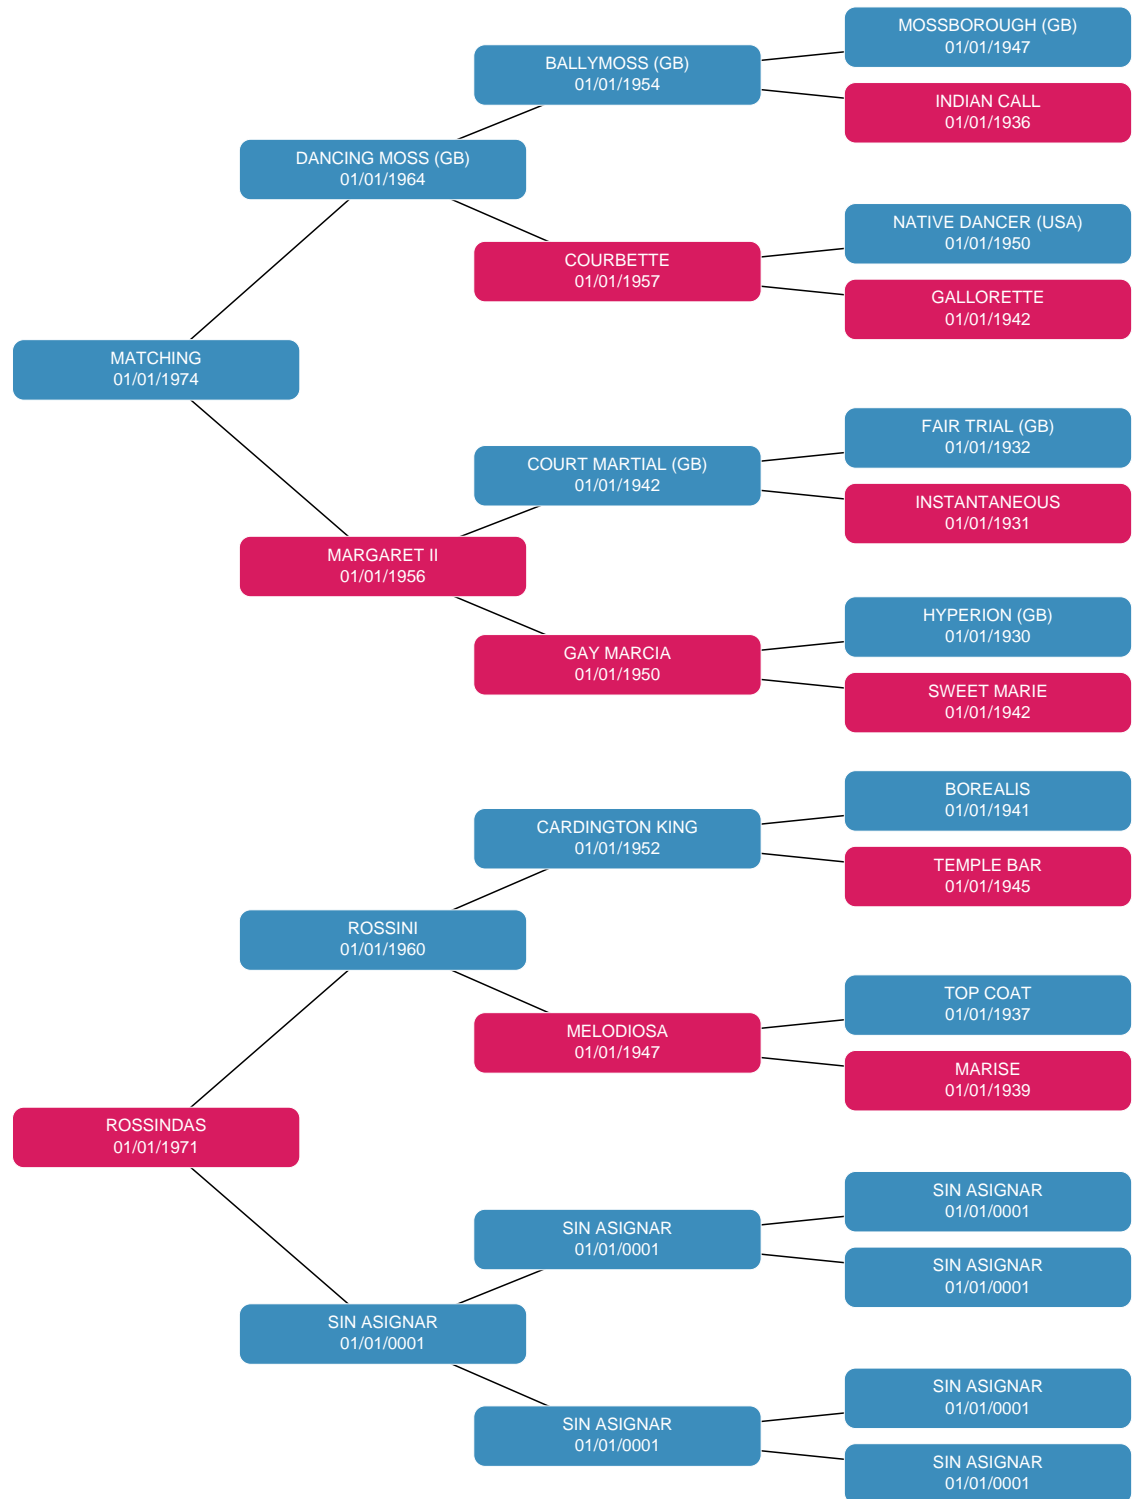 MOSSBOROUGH (GB)
01/01/1947
BALLYMOSS (GB)
01/01/1954
INDIAN CALL
01/01/1936
DANCING MOSS (GB)
01/01/1964
NATIVE DANCER (USA)
01/01/1950
COURBETTE
01/01/1957
GALLORETTE
01/01/1942
MATCHING
01/01/1974
FAIR TRIAL (GB)
01/01/1932
COURT MARTIAL (GB)
01/01/1942
INSTANTANEOUS
01/01/1931
MARGARET II
01/01/1956
HYPERION (GB)
01/01/1930
GAY MARCIA
01/01/1950
SWEET MARIE
01/01/1942
BOREALIS
01/01/1941
CARDINGTON KING
01/01/1952
TEMPLE BAR
01/01/1945
ROSSINI
01/01/1960
TOP COAT
01/01/1937
MELODIOSA
01/01/1947
MARISE
01/01/1939
ROSSINDAS
01/01/1971
SIN ASIGNAR
01/01/0001
SIN ASIGNAR
01/01/0001
SIN ASIGNAR
01/01/0001
SIN ASIGNAR
01/01/0001
SIN ASIGNAR
01/01/0001
SIN ASIGNAR
01/01/0001
SIN ASIGNAR
01/01/0001